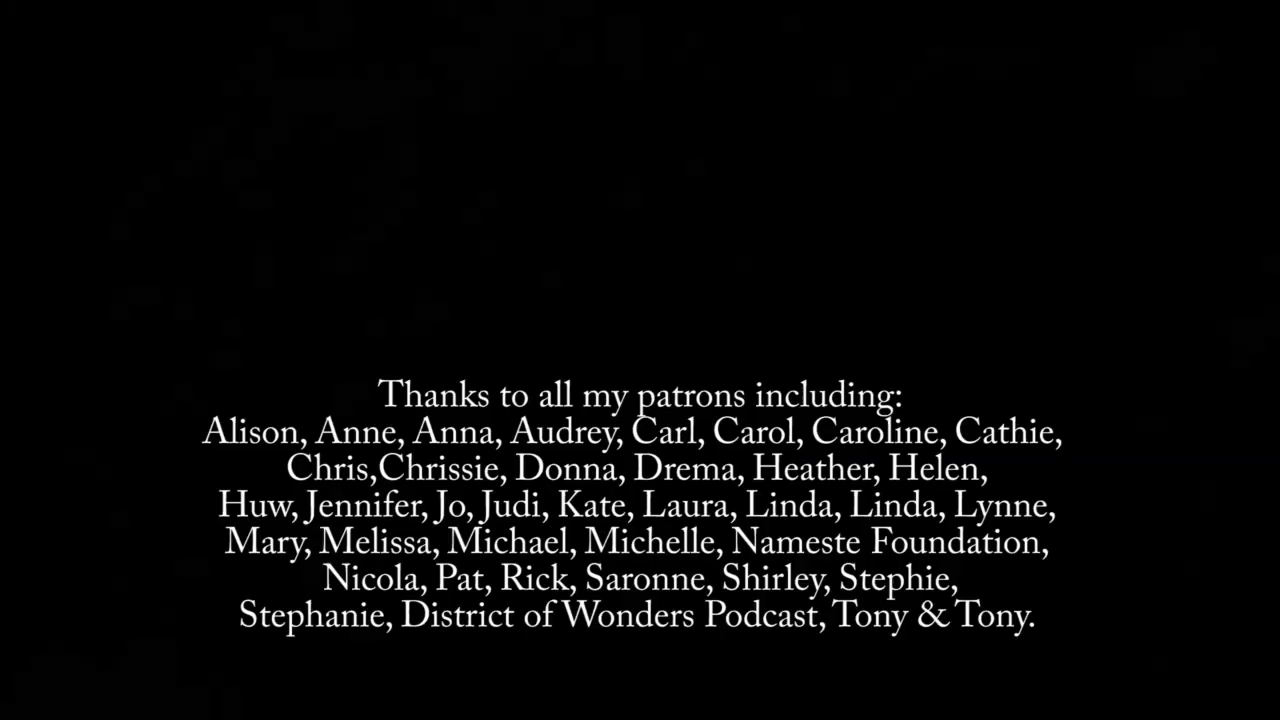 Thanks to all my patrons including:
Alison, Anne, Anna, Audrey, Carl, Carol, Caroline, Cathie,
Chris,Chrissie, Donna, Drema, Heather, Helen,
Huw, Jennifer, Jo, Judi, Kate, Laura, Linda, Linda, Lynne,
Mary, Melissa, Michael, Michelle, Nameste Foundation,
Nicola, Pat, Rick, Saronne, Shirley, Stephie,
Stephanie, District of Wonders Podcast, Tony & Tony.